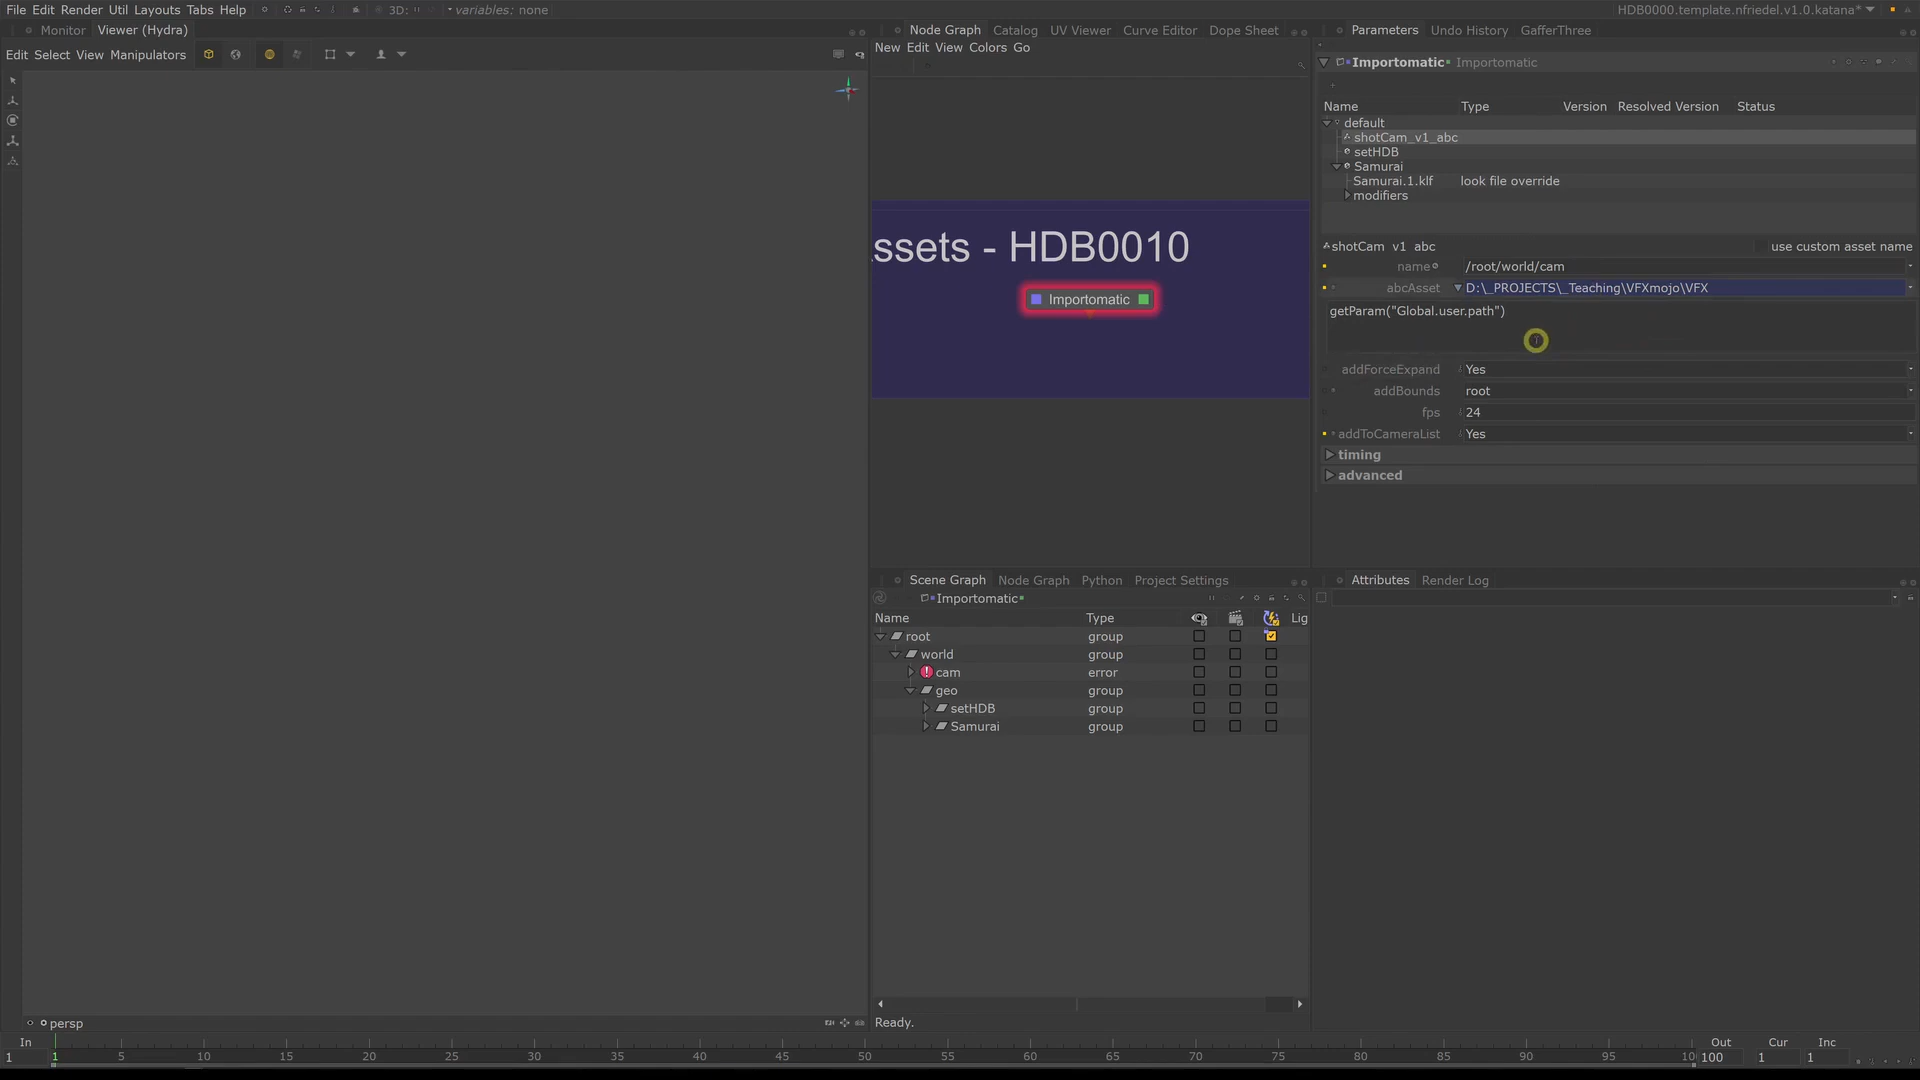 File Edit Render Util Layouts Tabs Help 3D: variables: none HDB0000.template.nfriedel.v1.0.katana*
Monitor Viewer (Hydra)
Edit Select View Manipulators
persp
Node Graph Catalog UV Viewer Curve Editor Dope Sheet
New Edit View Colors Go
ssets - HDB0010
Importomatic
Scene Graph Node Graph Python Project Settings
Importomatic
Name Type Lig
root group
world group
cam error
geo group
setHDB group
Samurai group
Ready.
Parameters Undo History GafferThree
Importomatic Importomatic
Name Type Version Resolved Version Status
default
shotCam_v1_abc
setHDB
Samurai
Samurai.1.klf look file override
modifiers
shotCam v1 abc use custom asset name
name /root/world/cam
abcAsset D:\_PROJECTS\_Teaching\VFXmojo\VFX
getParam("Global.user.path")
addForceExpand Yes
addBounds root
fps 24
addToCameraList Yes
timing
advanced
Attributes Render Log
In Out Cur Inc
1 1 5 10 15 20 25 30 35 40 45 50 55 60 65 70 75 80 85 90 95 10 100 1 1